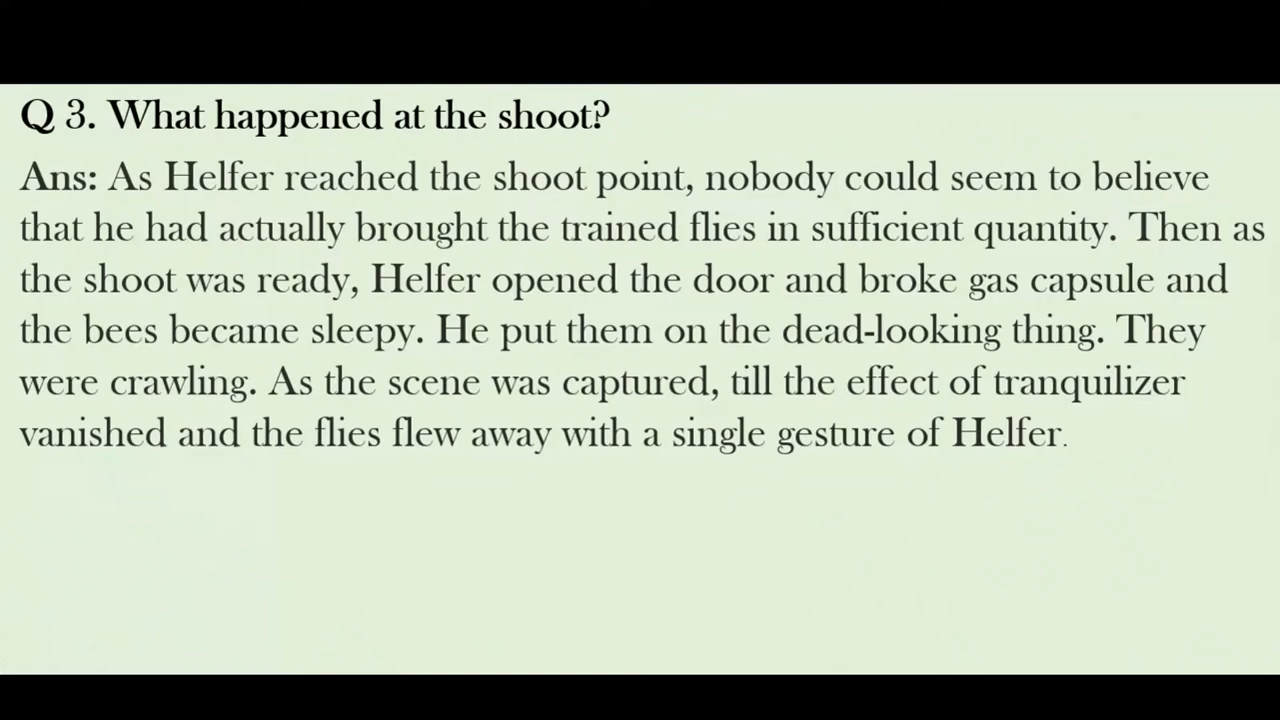 Q 3. What happened at the shoot?
Ans: As Helfer reached the shoot point, nobody could seem to believe
that he had actually brought the trained flies in sufficient quantity. Then as
the shoot was ready, Helfer opened the door and broke gas capsule and
the bees became sleepy. He put them on the dead-looking thing. They
were crawling. As the scene was captured, till the effect of tranquilizer
vanished and the flies flew away with a single gesture of Helfer.